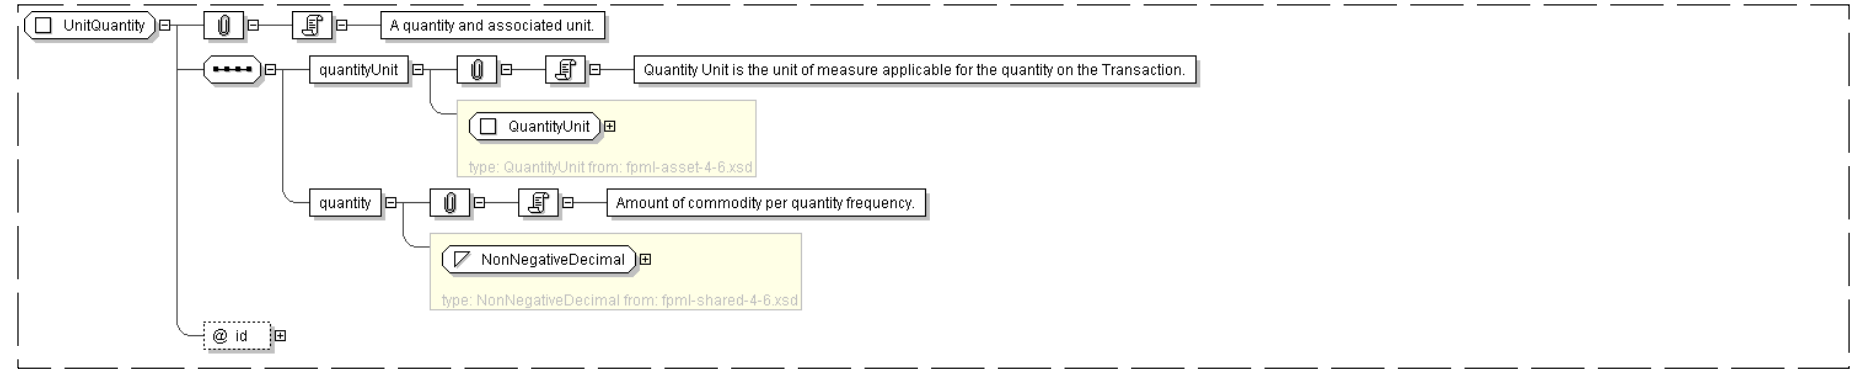 UnitQuantity
A quantity and associated unit.
quantityUnit
Quantity Unit is the unit of measure applicable for the quantity on the Transaction.
QuantityUnit
type: QuantityUnit from: fpml-asset-4-6.xsd
quantity
Amount of commodity per quantity frequency.
NonNegativeDecimal
type: NonNegativeDecimal from: fpml-shared-4-6.xsd
@ id